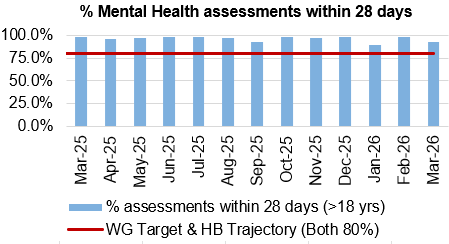 % Mental Health assessments within 28 days
100.0%
75.0%
50.0%
25.0%
0.0%
Mar-25
Apr-25
May-25
Jun-25
Jul-25
Aug-25
Sep-25
Oct-25
Nov-25
Dec-25
Jan-26
Feb-26
Mar-26
% assessments within 28 days (>18 yrs)
WG Target & HB Trajectory (Both 80%)